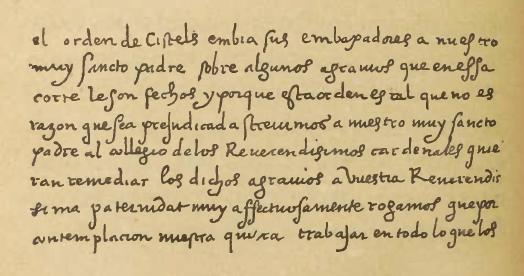 el orden de Cistels embia sus embaxadores a nuestro
muy sancto padre sobre algunos agrauios que en essa
corte le son fechos y porque esta orden es tal que no es
razon que sea prejudicada screuimos a nuestro muy sancto
padre al collegio de los Reuerendisimos cardenales quie
ran remediar los dichos agrauios a Vuestra Reuerendis
sima paternidat muy affectuosamente rogamos que por
contemplacion nuestra quiera trabajar en todo lo que los